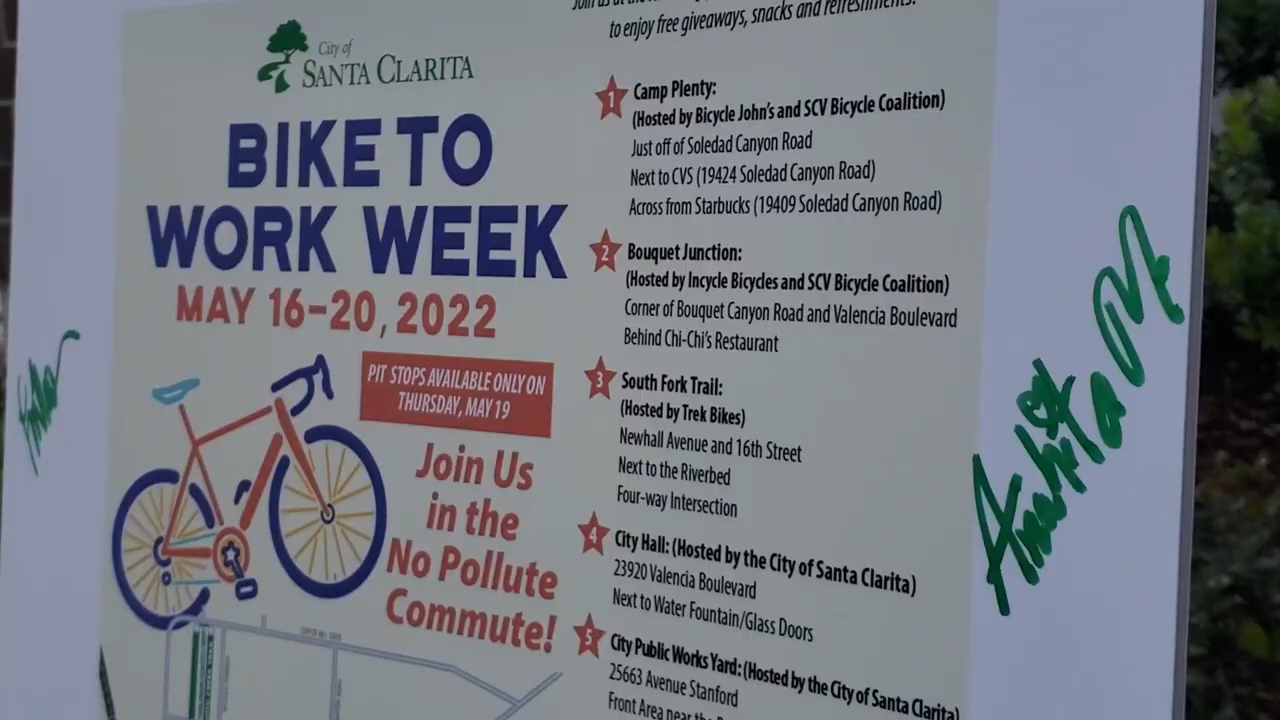 City of
SANTA CLARITA
BIKE TO
WORK WEEK
MAY 16-20, 2022
PIT STOPS AVAILABLE ONLY ON
THURSDAY, MAY 19
Join Us
in the
No Pollute
Commute!
to enjoy free giveaways, snacks and refreshments.
1 Camp Plenty:
(Hosted by Bicycle John's and SCV Bicycle Coalition)
Just off of Soledad Canyon Road
Next to CVS (19424 Soledad Canyon Road)
Across from Starbucks (19409 Soledad Canyon Road)
2 Bouquet Junction:
(Hosted by Incycle Bicycles and SCV Bicycle Coalition)
Corner of Bouquet Canyon Road and Valencia Boulevard
Behind Chi-Chi's Restaurant
3 South Fork Trail:
(Hosted by Trek Bikes)
Newhall Avenue and 16th Street
Next to the Riverbed
Four-way Intersection
4 City Hall: (Hosted by the City of Santa Clarita)
23920 Valencia Boulevard
Next to Water Fountain/Glass Doors
5 City Public Works Yard: (Hosted by the City of Santa Clarita)
25663 Avenue Stanford
Front Area near the